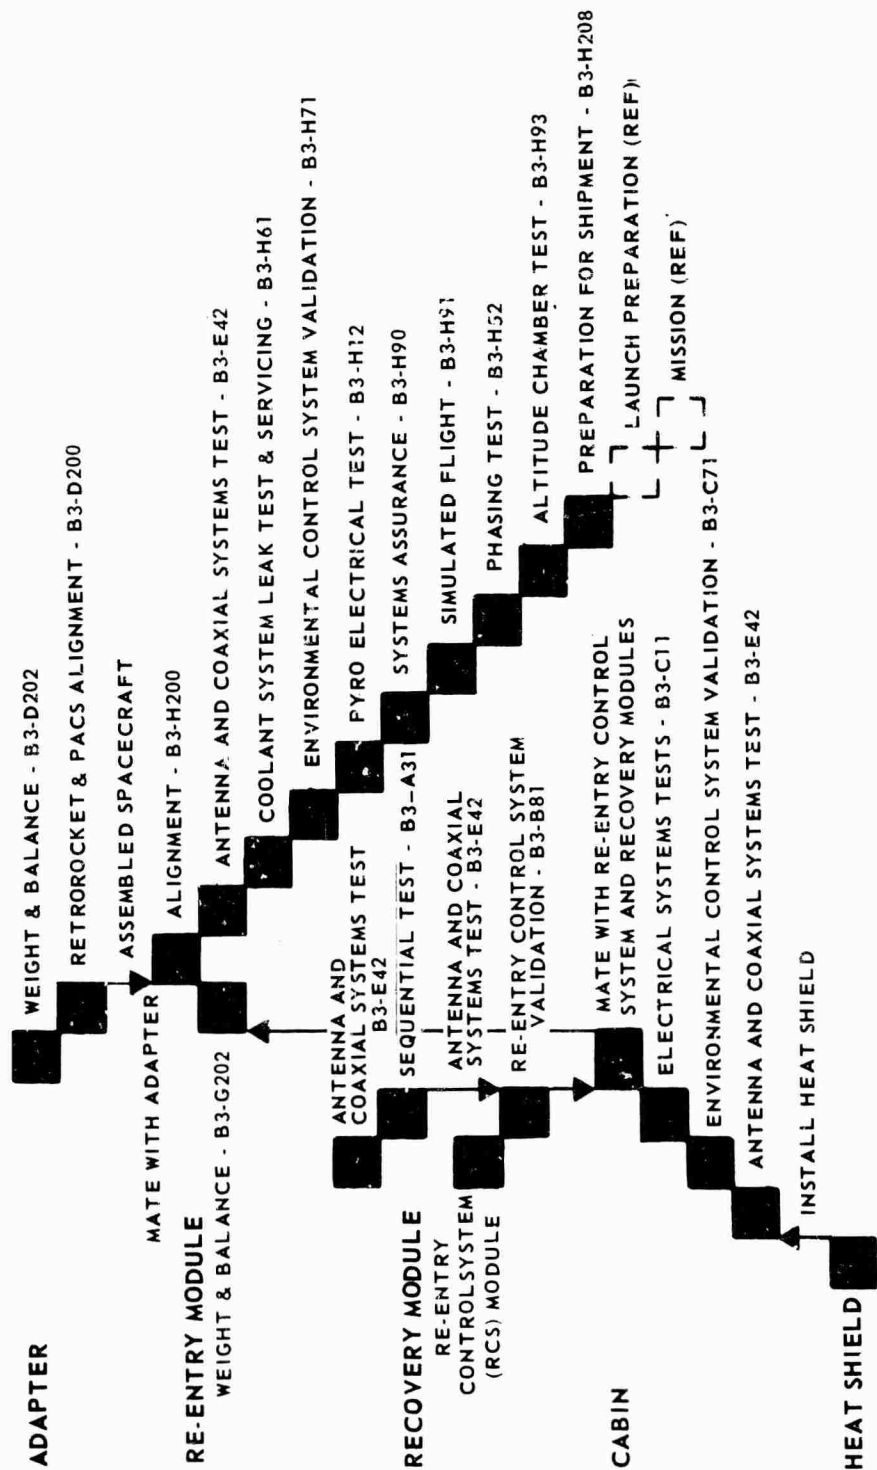 ADAPTER
WEIGHT & BALANCE - B3-D202
RETROROCKET & PACS ALIGNMENT - B3-D200
ASSEMBLED SPACECRAFT
MATE WITH ADAPTER
ALIGNMENT - B3-H200
RE-ENTRY MODULE
WEIGHT & BALANCE - B3-G202
ANTENNA AND COAXIAL SYSTEMS TEST - B3-E42
COOLANT SYSTEM LEAK TEST & SERVICING - B3-H61
ENVIRONMENTAL CONTROL SYSTEM VALIDATION - B3-H71
PYRO ELECTRICAL TEST - B3-H12
SYSTEMS ASSURANCE - B3-H90
SIMULATED FLIGHT - B3-H91
PHASING TEST - B3-H52
ALTITUDE CHAMBER TEST - B3-H93
PREPARATION FOR SHIPMENT - B3-H208
LAUNCH PREPARATION (REF)
MISSION (REF)
RECOVERY MODULE
ANTENNA AND
COAXIAL SYSTEMS TEST
B3-E42
SEQUENTIAL TEST - B3-A31
RE-ENTRY
CONTROLSYSTEM
(RCS) MODULE
ANTENNA AND COAXIAL
SYSTEMS TEST - B3-E42
RE-ENTRY CONTROL SYSTEM
VALIDATION - B3-B81
CABIN
MATE WITH RE-ENTRY CONTROL
SYSTEM AND RECOVERY MODULES
ELECTRICAL SYSTEMS TESTS - B3-C11
ENVIRONMENTAL CONTROL SYSTEM VALIDATION - B3-C71
ANTENNA AND COAXIAL SYSTEMS TEST - B3-E42
INSTALL HEAT SHIELD
HEAT SHIELD